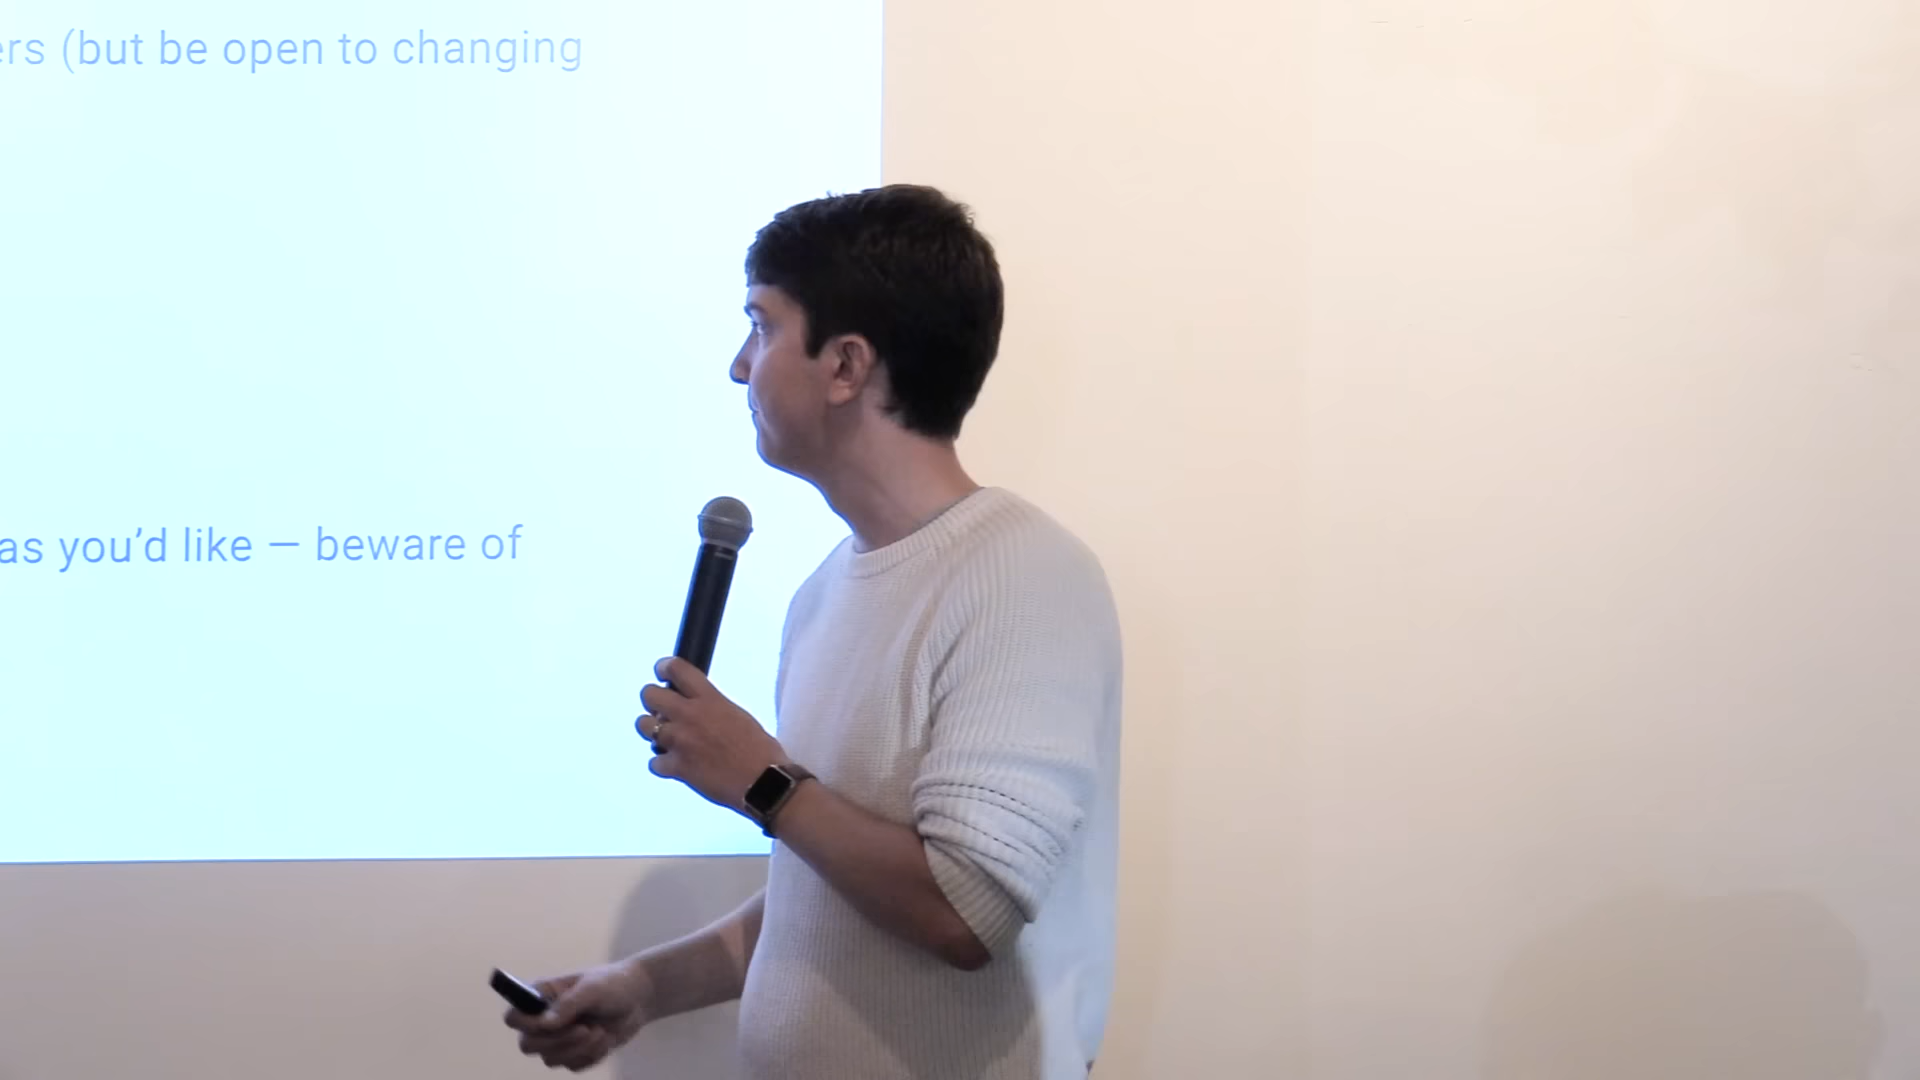 ers (but be open to changing
as you’d like — beware of